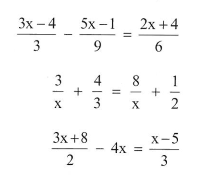 (3x – 4)/3 – (5x – 1)/9 = (2x + 4)/6
3/x + 4/3 = 8/x + 1/2
(3x + 8)/2 – 4x = (x – 5)/3